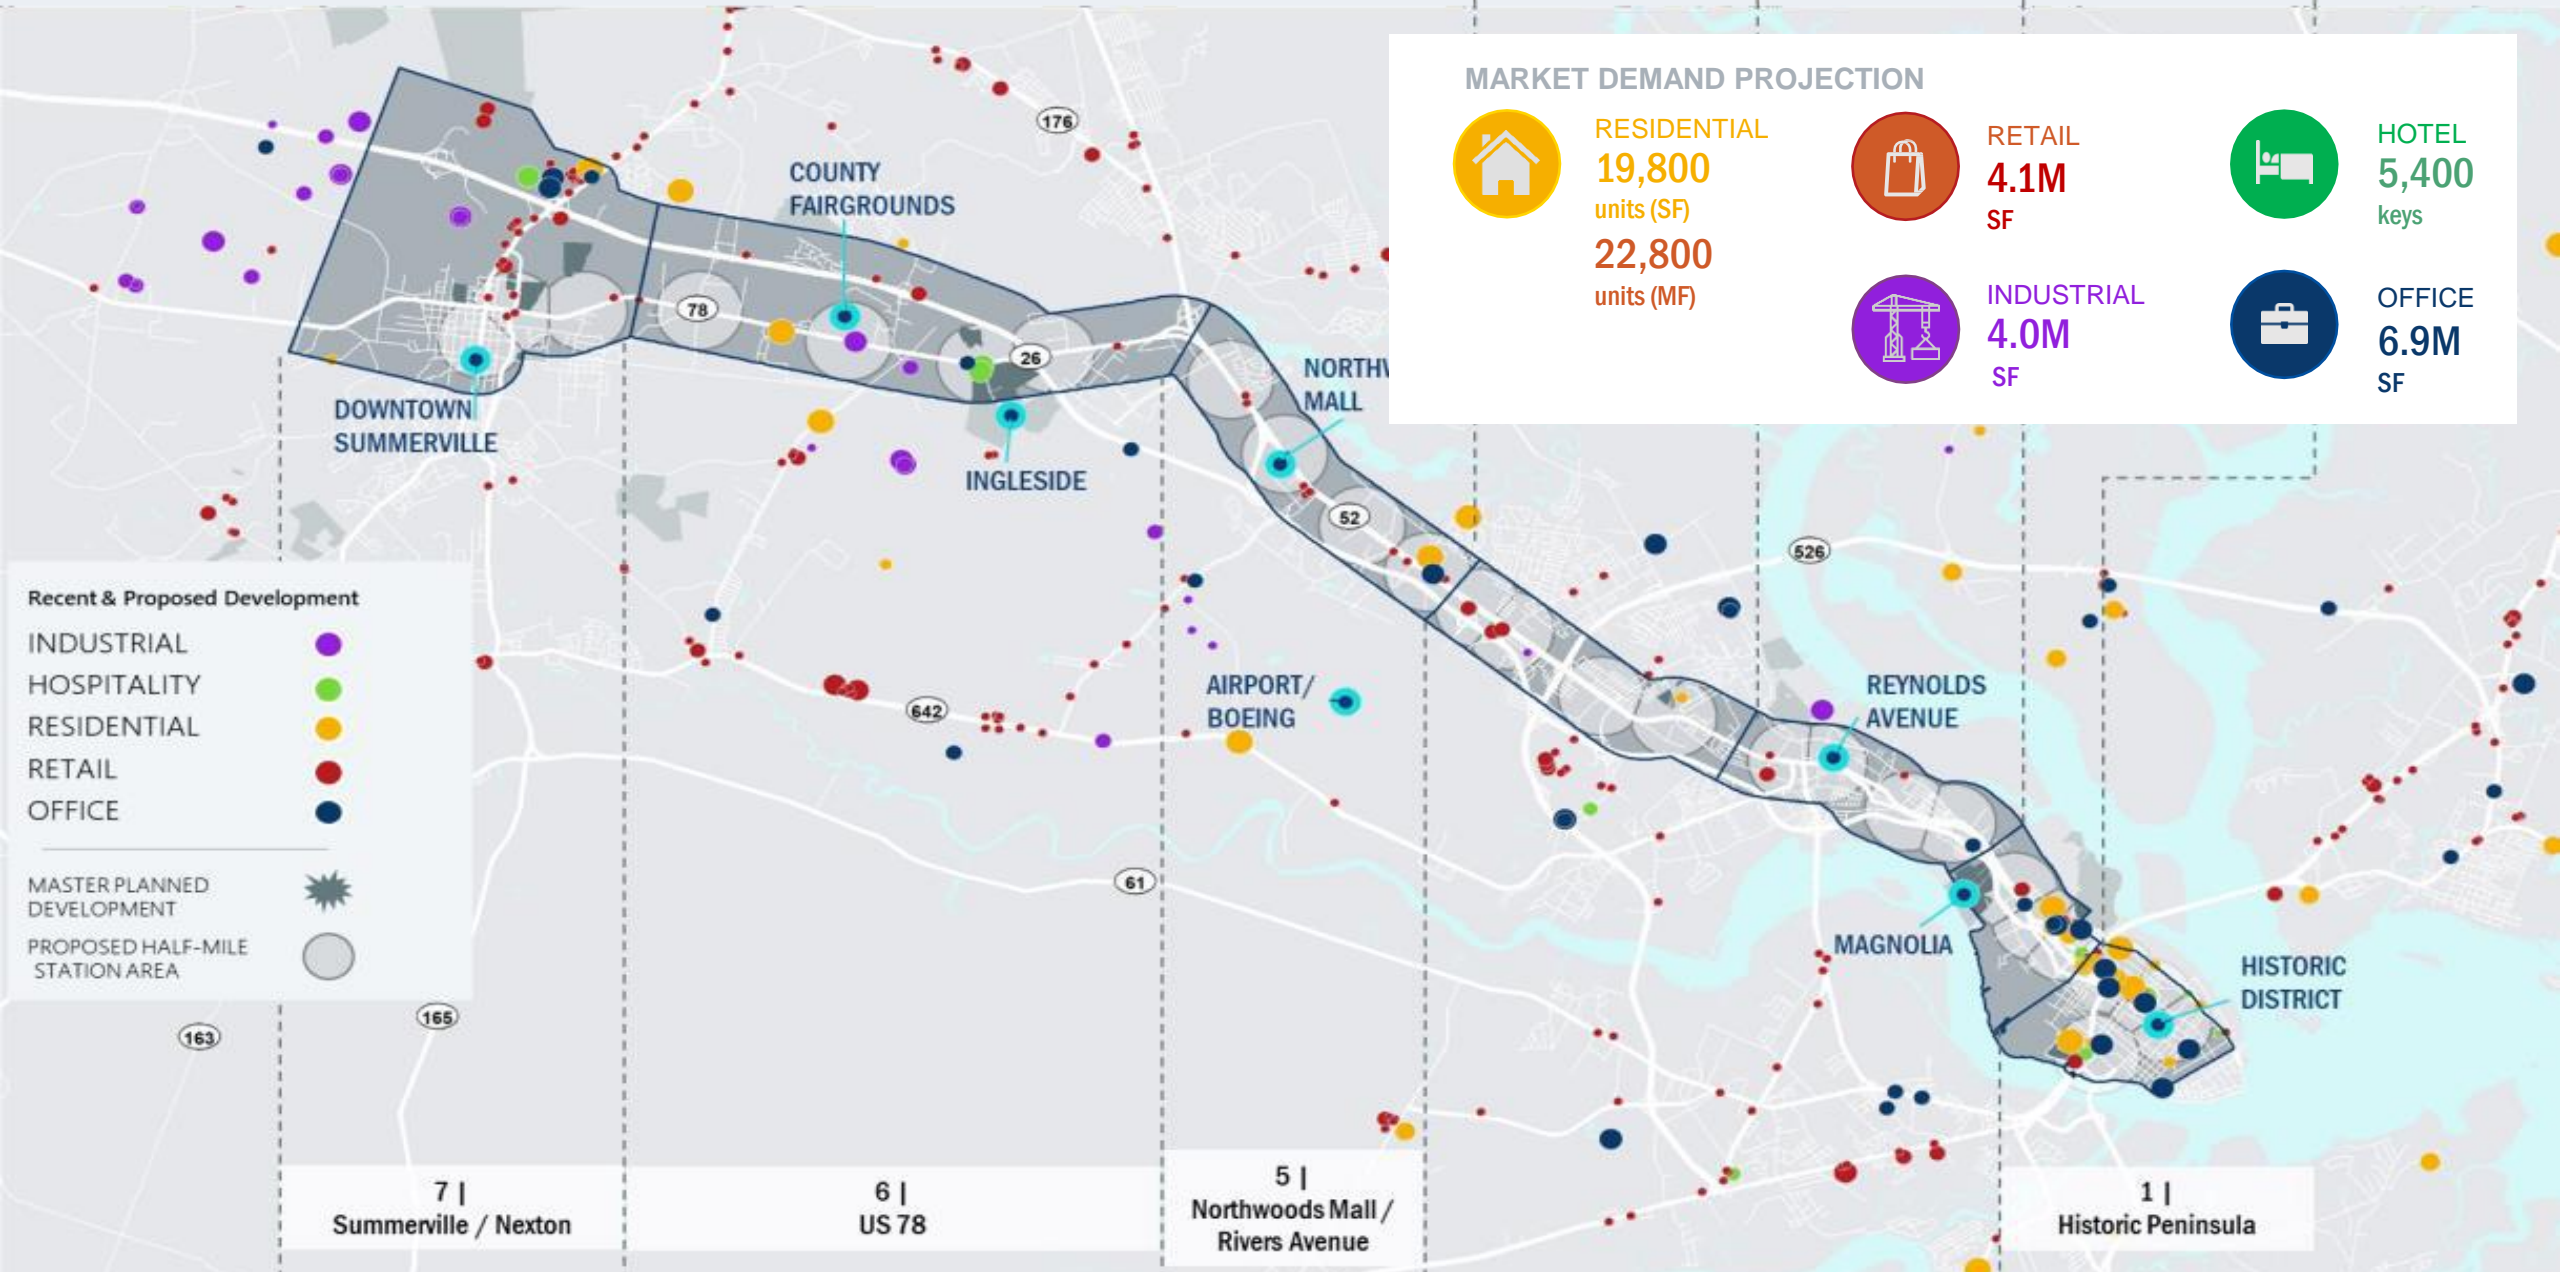 MARKET DEMAND PROJECTION
RESIDENTIAL
19,800
units (SF)
22,800
units (MF)
RETAIL
4.1M
SF
HOTEL
5,400
keys
INDUSTRIAL
4.0M
SF
OFFICE
6.9M
SF
176
COUNTY
FAIRGROUNDS
78
26
DOWNTOWN
SUMMERVILLE
INGLESIDE
MALL
52
526
AIRPORT/
BOEING
642
REYNOLDS
AVENUE
61
MAGNOLIA
HISTORIC
DISTRICT
163
165
Recent & Proposed Development
INDUSTRIAL
HOSPITALITY
RESIDENTIAL
RETAIL
OFFICE
MASTER PLANNED
DEVELOPMENT
PROPOSED HALF-MILE
STATION AREA
7 |
Summerville / Nexton
6 |
US 78
5 |
Northwoods Mall /
Rivers Avenue
1 |
Historic Peninsula